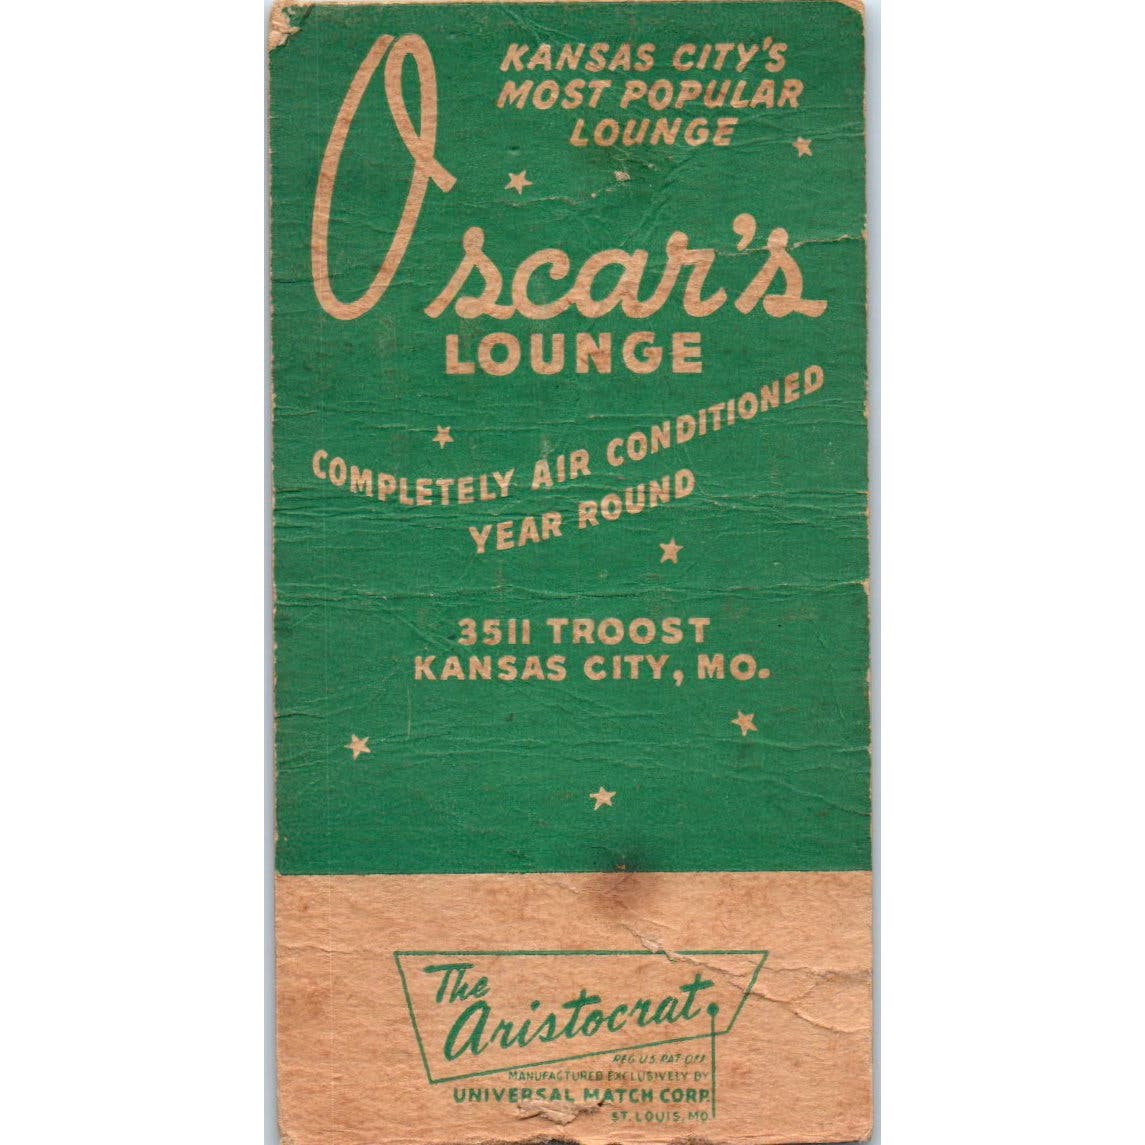 KANSAS CITY'S
MOST POPULAR
LOUNGE
Oscar's
LOUNGE
COMPLETELY AIR CONDITIONED
YEAR ROUND
3511 TROOST
KANSAS CITY, MO.
The
Aristocrat
REG. U.S. PAT. OFF.
MANUFACTURED EXCLUSIVELY BY
UNIVERSAL MATCH CORP.
ST. LOUIS, MO.